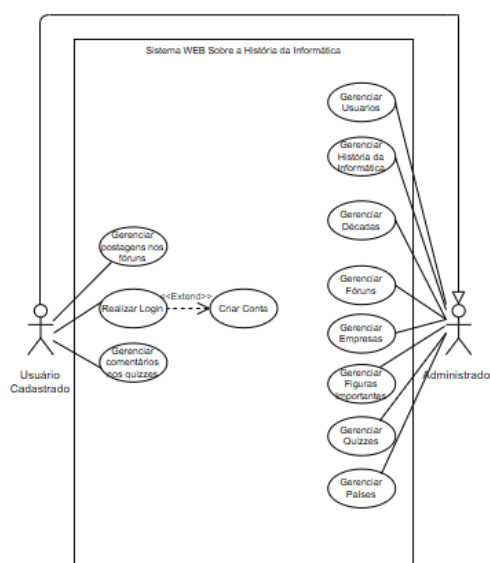 Sistema WEB Sobre a História da Informática
Gerenciar
Usuarios
Gerenciar
História da
Informática
Gerenciar
Décadas
Gerenciar
postagens nos
fóruns
<<Extend>>
Realizar Login
Criar Conta
Gerenciar
Fóruns
Gerenciar
Empresas
Gerenciar
comentários
nos quizzes
Gerenciar
Figuras
Importantes
Usuário
Cadastrado
Administrado
Gerenciar
Quizzes
Gerenciar
Países